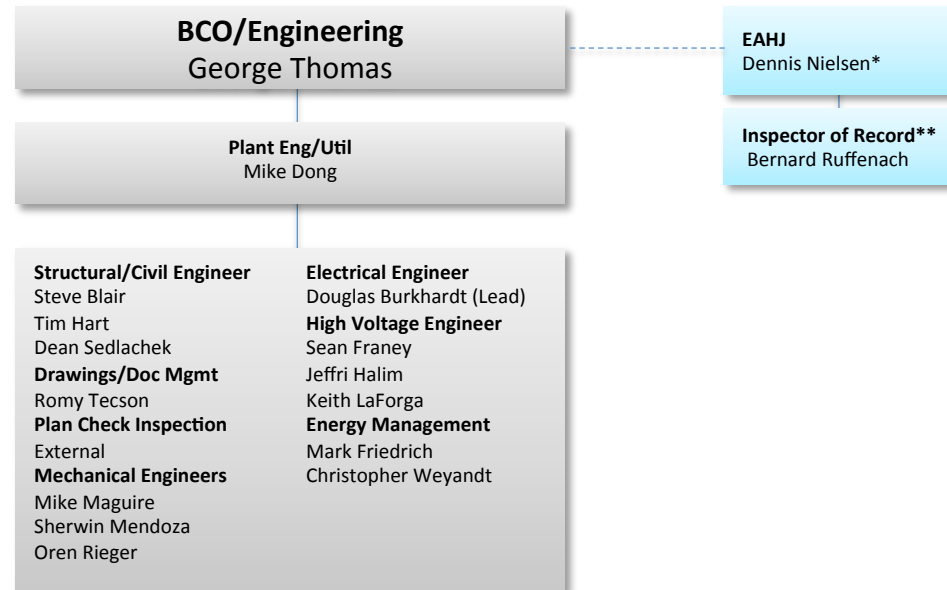 BCO/Engineering
George Thomas
EAHJ
Dennis Nielsen*
Plant Eng/Util
Mike Dong
Inspector of Record**
Bernard Ruffenach
Structural/Civil Engineer
Steve Blair
Tim Hart
Dean Sedlachek
Drawings/Doc Mgmt
Romy Tecson
Plan Check Inspection
External
Mechanical Engineers
Mike Maguire
Sherwin Mendoza
Oren Rieger
Electrical Engineer
Douglas Burkhardt (Lead)
High Voltage Engineer
Sean Franey
Jeffri Halim
Keith LaForga
Energy Management
Mark Friedrich
Christopher Weyandt